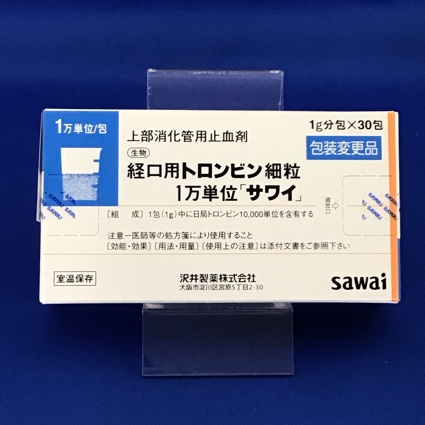 1万単位/包
上部消化管用止血剤
1g分包×30包
生物
包装変更品
経口用トロンビン細粒
1万単位「サワイ」
〔組 成〕1包(1g)中に日局トロンビン10,000単位を含有する
注意-医師等の処方箋により使用すること
〔効能・効果〕〔用法・用量〕〔使用上の注意〕は添付文書をご参照下さい
室温保存
沢井製薬株式会社
大阪市淀川区宮原5丁目2-30
sawai